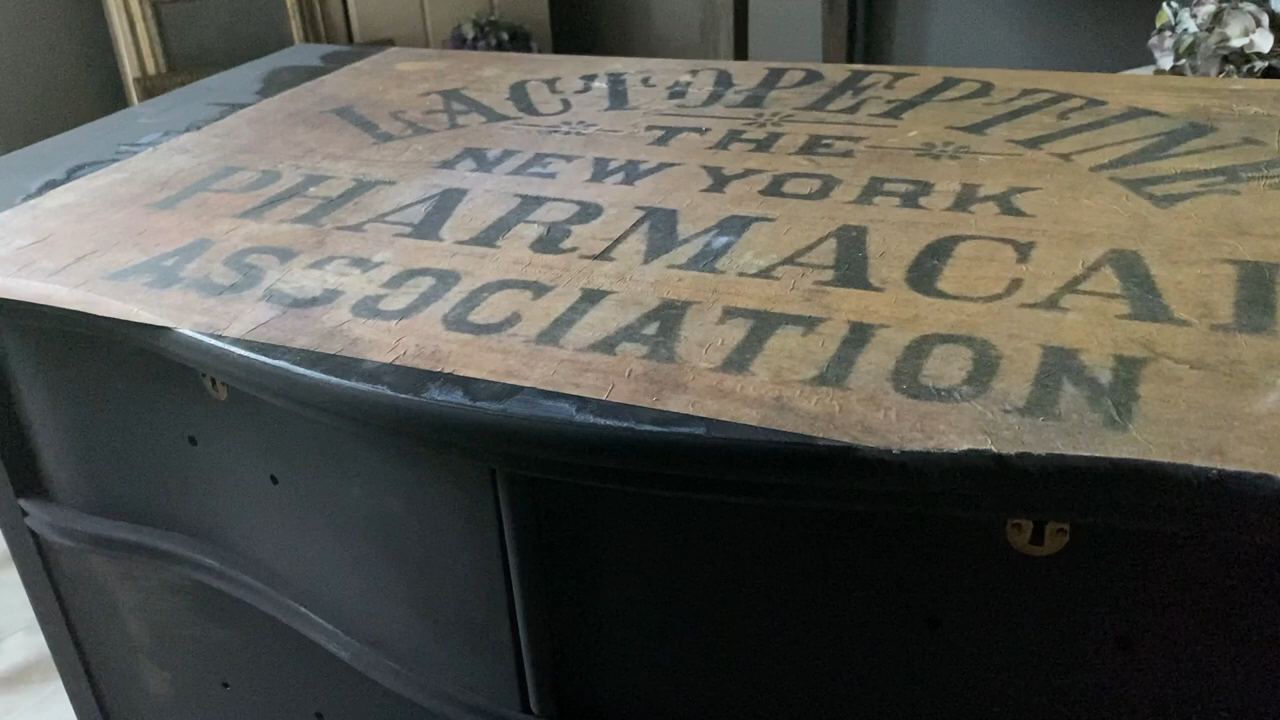 LACTOPEPTINE
THE
NEW YORK
PHARMACAL
ASSOCIATION